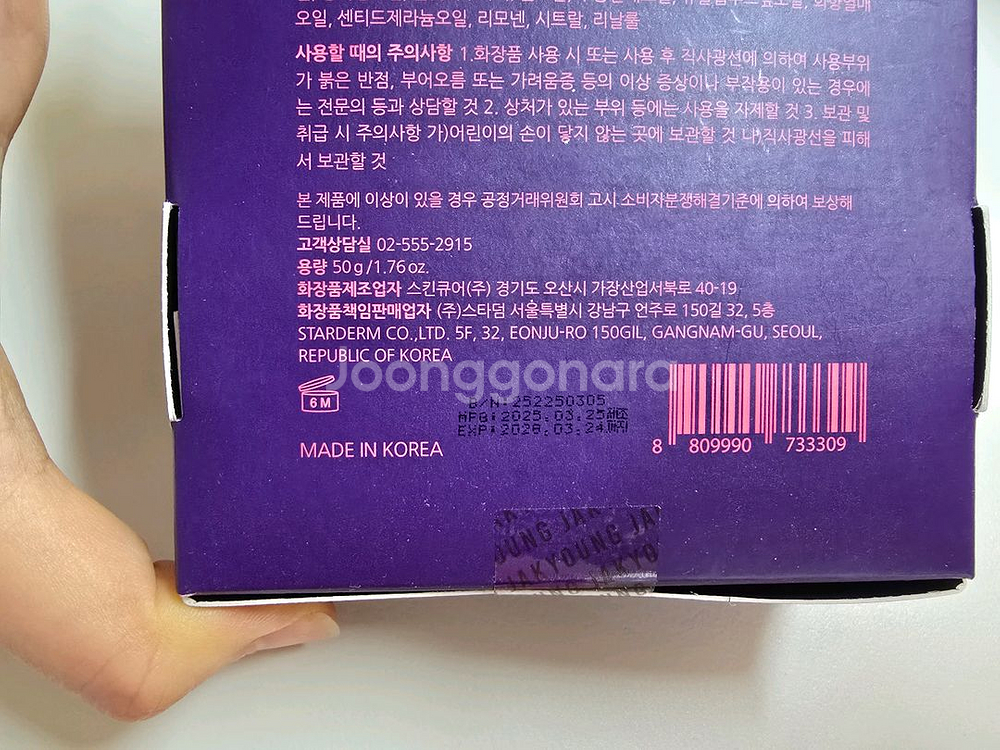 오일, 센티드제라늄오일, 리모넨, 시트랄, 리날룰
사용할 때의 주의사항 1.화장품 사용 시 또는 사용 후 직사광선에 의하여 사용부위
가 붉은 반점, 부어오름 또는 가려움증 등의 이상 증상이나 부작용이 있는 경우에
는 전문의 등과 상담할 것 2. 상처가 있는 부위 등에는 사용을 자제할 것 3. 보관 및
취급 시 주의사항 가)어린이의 손이 닿지 않는 곳에 보관할 것 나)직사광선을 피해
서 보관할 것
본 제품에 이상이 있을 경우 공정거래위원회 고시 소비자분쟁해결기준에 의하여 보상해
드립니다.
고객상담실 02-555-2915
용량 50g/1.76oz.
화장품제조업자 스킨큐어(주) 경기도 오산시 가장산업서북로 40-19
화장품책임판매업자 (주)스타덤 서울특별시 강남구 언주로 150길 32, 5층
STARDERM CO.,LTD. 5F, 32, EONJU-RO 150GIL, GANGNAM-GU, SEOUL,
REPUBLIC OF KOREA
Joonggonara
6M
B/N:252250305
MFG:2025.03.25제조
EXP:2028.03.24까지
MADE IN KOREA
8 809990 733309
JUNG JAK
JAKYOUNG JA
JAKYO